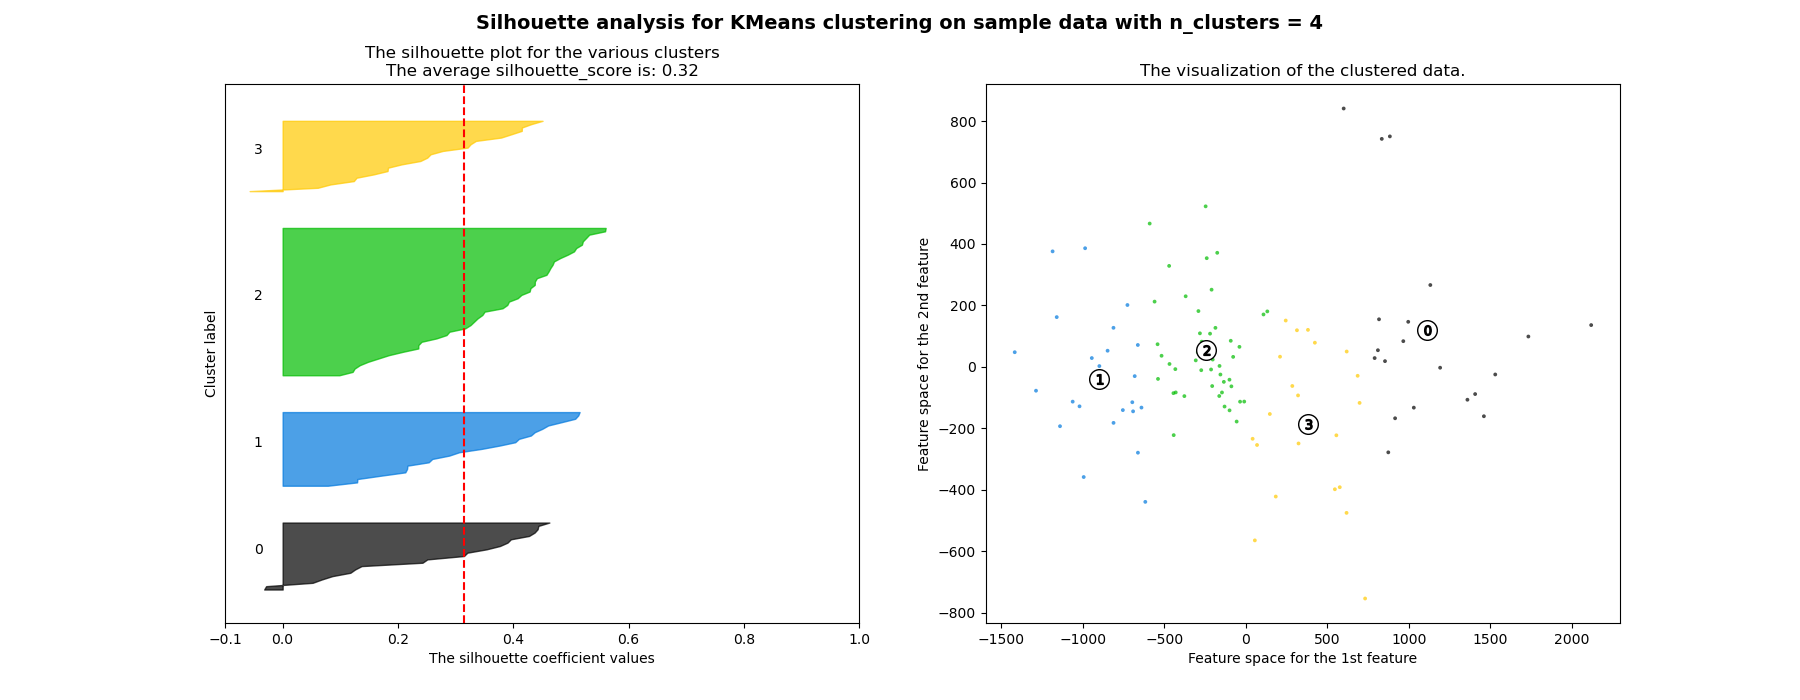 Silhouette analysis for KMeans clustering on sample data with n_clusters = 4
The silhouette plot for the various clusters
The average silhouette_score is: 0.32
Cluster label
3
2
1
0
−0.1 0.0 0.2 0.4 0.6 0.8 1.0
The silhouette coefficient values
The visualization of the clustered data.
Feature space for the 2nd feature
800
600
400
200
0
−200
−400
−600
−800
0
2
1
3
−1500 −1000 −500 0 500 1000 1500 2000
Feature space for the 1st feature